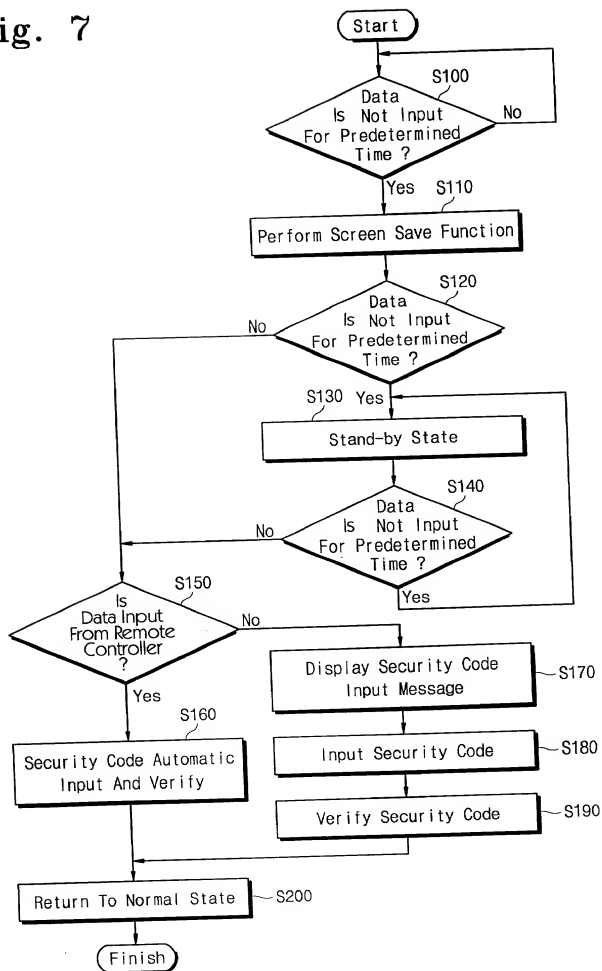 ig. 7
Start
S100
Data
Is Not Input
For Predetermined
Time ?
No
Yes
S110
Perform Screen Save Function
S120
Data
Is Not Input
For Predetermined
Time ?
No
Yes
S130
Stand-by State
S140
Data
Is Not Input
For Predetermined
Time ?
No
Yes
S150
Is
Data Input
From Remote
Controller
?
No
Yes
S160
Security Code Automatic
Input And Verify
Display Security Code
Input Message
S170
Input Security Code
S180
Verify Security Code
S190
Return To Normal State
S200
Finish